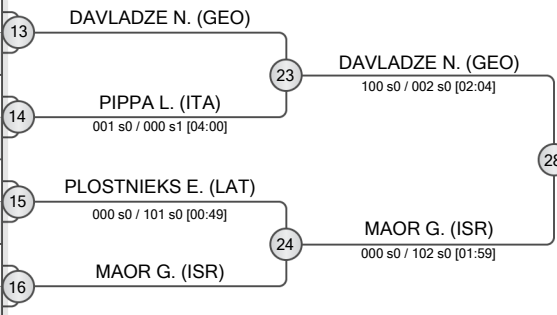 DAVLADZE N. (GEO)
13
23
DAVLADZE N. (GEO)
100 s0 / 002 s0 [02:04]
PIPPA L. (ITA)
14
001 s0 / 000 s1 [04:00]
28
PLOSTNIEKS E. (LAT)
15
000 s0 / 101 s0 [00:49]
24
MAOR G. (ISR)
000 s0 / 102 s0 [01:59]
MAOR G. (ISR)
16